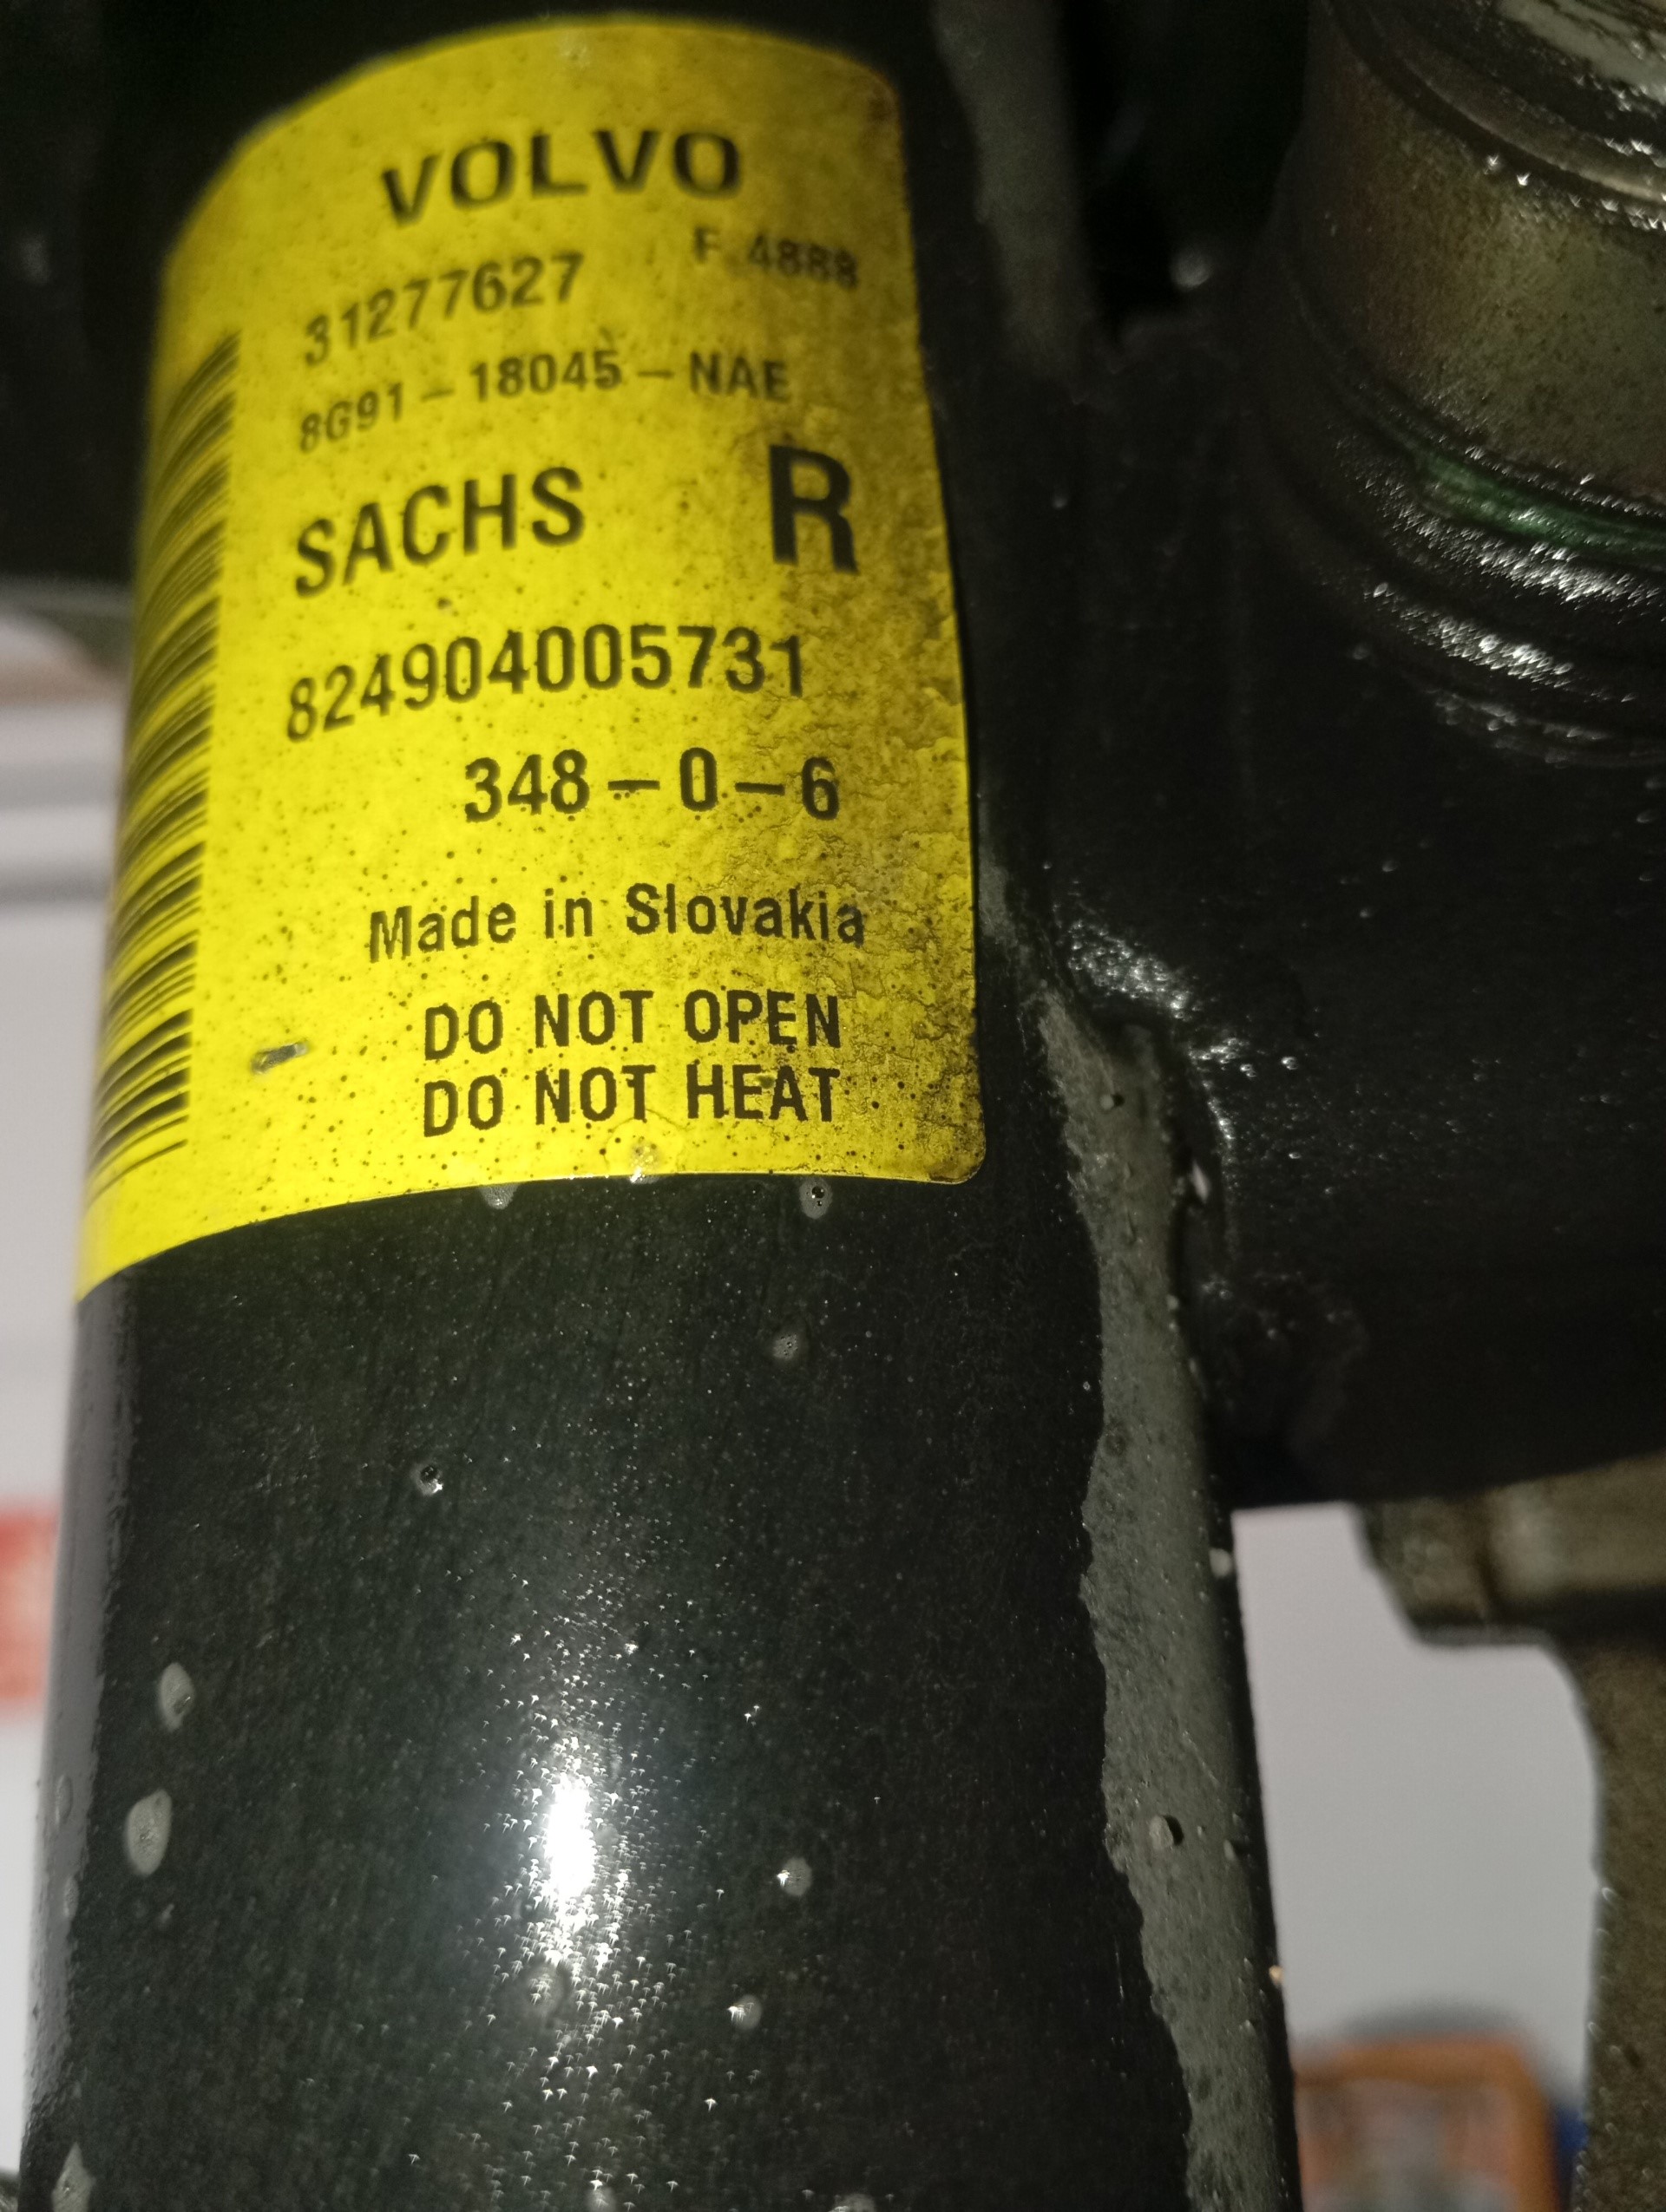 VOLVO
31277627 F 4888
8G91-18045-NAE
SACHS R
824904005731
348-0-6
Made in Slovakia
DO NOT OPEN
DO NOT HEAT